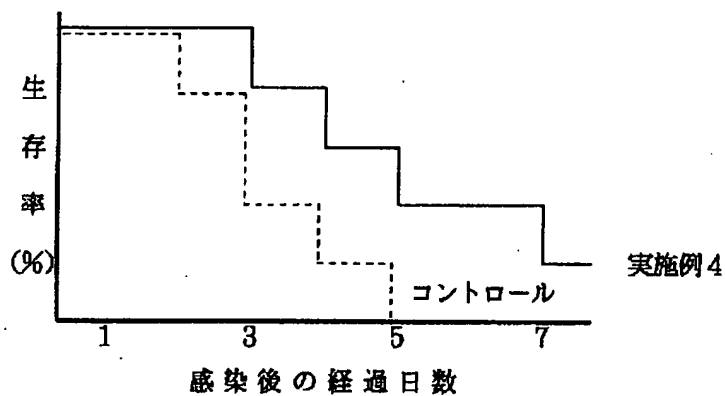 生存率(%)
実施例4
コントロール
1 3 5 7
感染後の経過日数